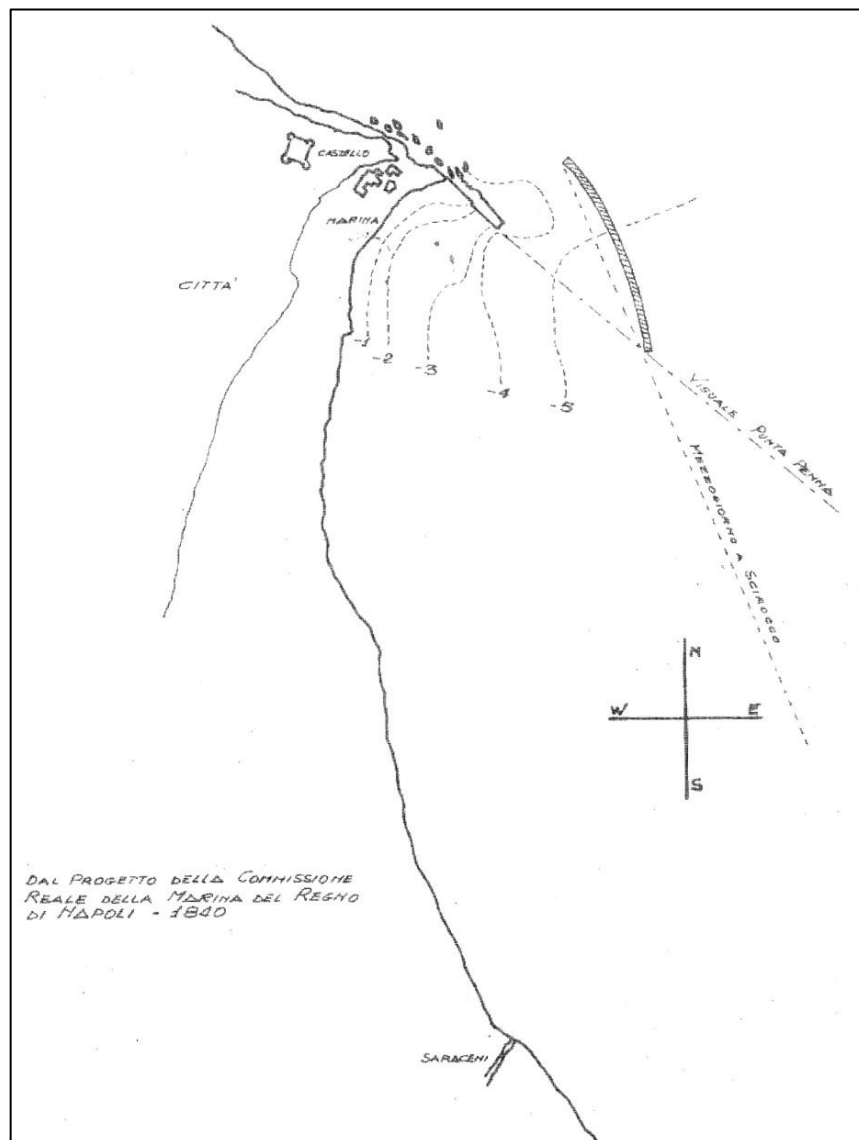 CASTELLO
MARINA
CITTA'
-1
-2
-3
-4
-5
VISUALE PUNTA PENNA
MEZZOGIORNO A SCIROCCO
N
W E
S
DAL PROGETTO DELLA COMMISSIONE
REALE DELLA MARINA DEL REGNO
DI NAPOLI - 1840
SARACENI